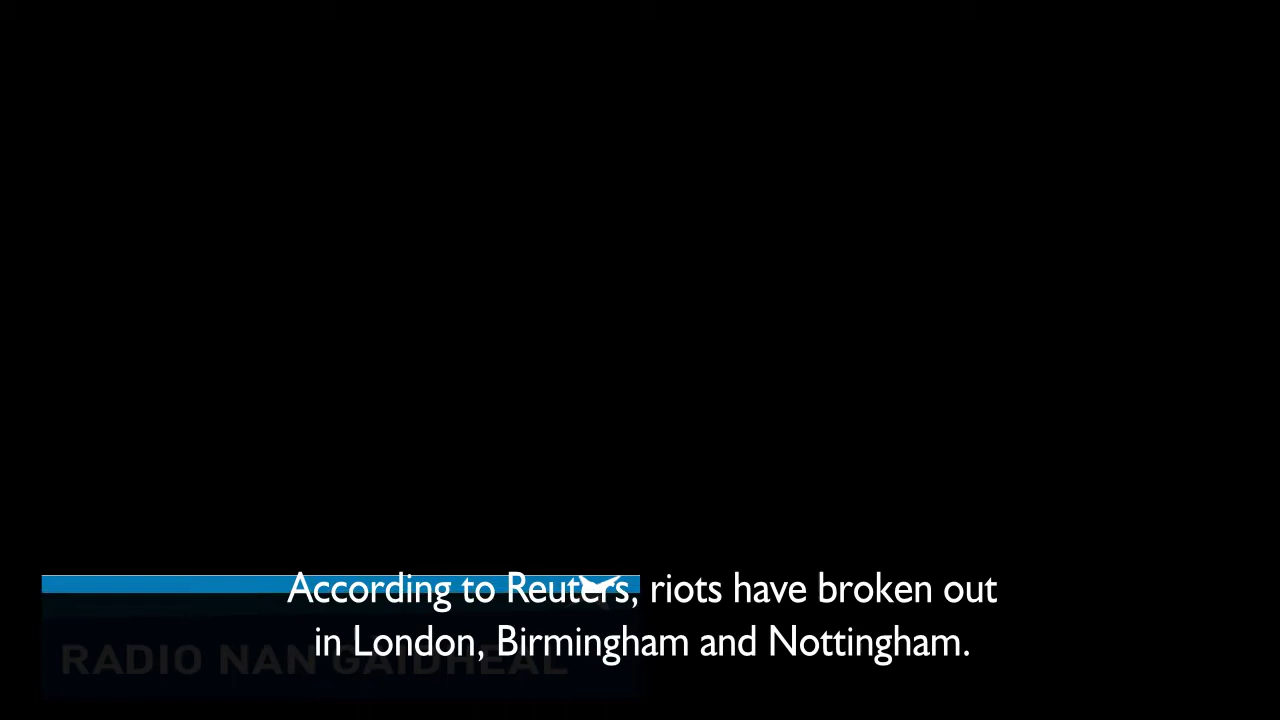 According to Reuters, riots have broken out
in London, Birmingham and Nottingham.
RADIO NAN GAIDHEAL